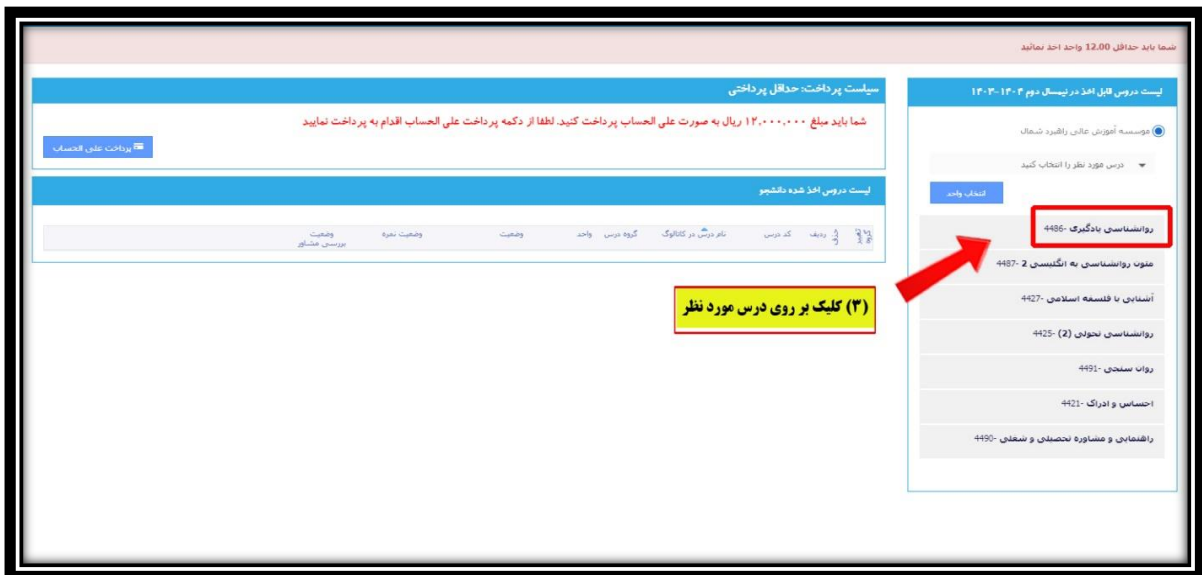 شما باید حداقل 12.00 واحد اخذ نمائید
لیست دروس قابل اخذ در نیمسال دوم ۱۴۰۴-۱۴۰۳
موسسه آموزش عالی راهبرد شمال
درس مورد نظر را انتخاب کنید
انتخاب واحد
روانشناسی یادگیری -4486
متون روانشناسی به انگلیسی 2 -4487
آشنایی با فلسفه اسلامی -4427
روانشناسی تحولی (2) -4425
روان سنجی -4491
احساس و ادراک -4421
راهنمایی و مشاوره تحصیلی و شغلی -4490
سیاست پرداخت: حداقل پرداختی
شما باید مبلغ ۱۲,۰۰۰,۰۰۰ ریال به صورت علی الحساب پرداخت کنید. لطفا از دکمه پرداخت علی الحساب اقدام به پرداخت نمایید
پرداخت علی الحساب
لیست دروس اخذ شده دانشجو
تغییر گروه حذف ردیف کد درس نام درس در کاتالوگ گروه درس واحد وضعیت وضعیت نمره وضعیت بررسی مشاور
(۳) کلیک بر روی درس مورد نظر